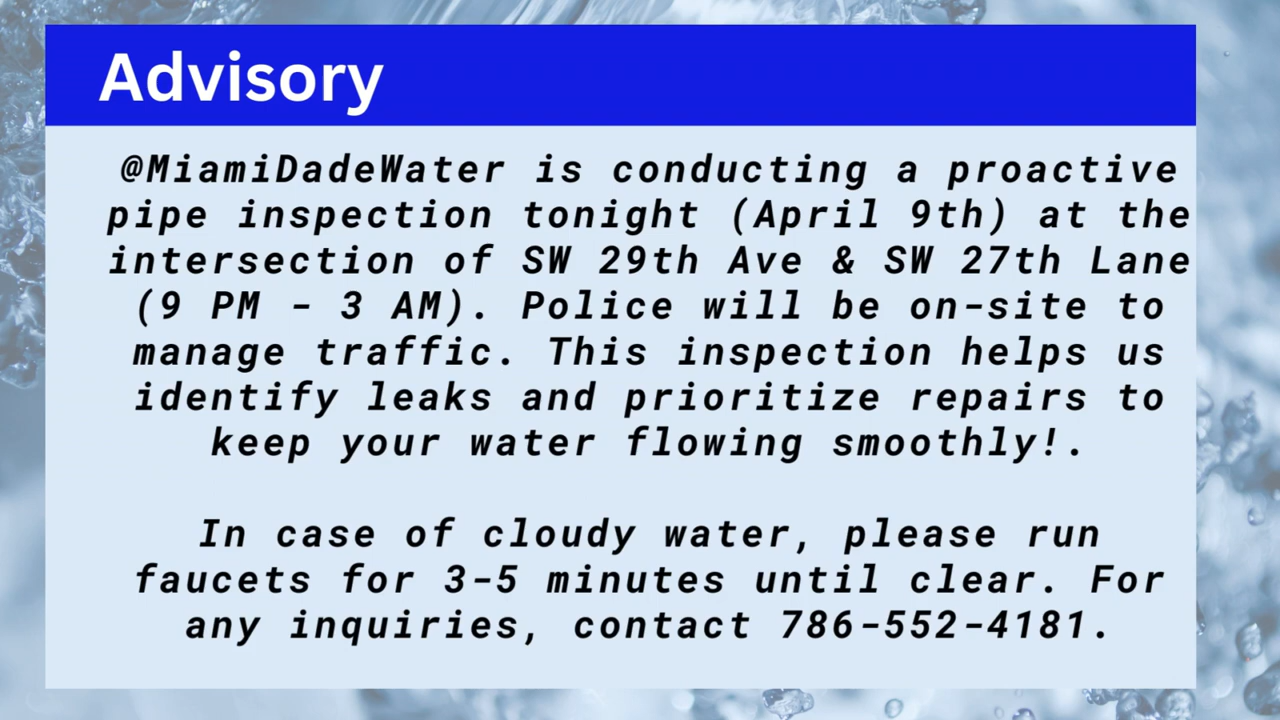 Advisory
@MiamiDadeWater is conducting a proactive
pipe inspection tonight (April 9th) at the
intersection of SW 29th Ave & SW 27th Lane
(9 PM - 3 AM). Police will be on-site to
manage traffic. This inspection helps us
identify leaks and prioritize repairs to
keep your water flowing smoothly!.
In case of cloudy water, please run
faucets for 3-5 minutes until clear. For
any inquiries, contact 786-552-4181.